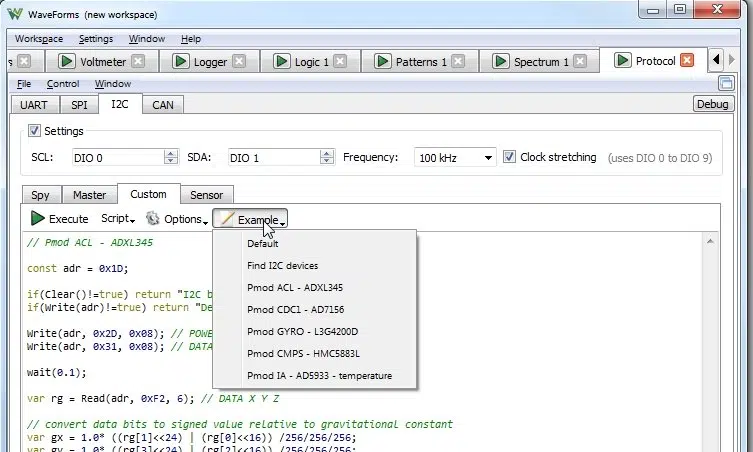 WaveForms (new workspace)
Workspace Settings Window Help
Voltmeter Logger Logic 1 Patterns 1 Spectrum 1 Protocol
File Control Window
UART SPI I2C CAN Debug
Settings
SCL: DIO 0 SDA: DIO 1 Frequency: 100 kHz Clock stretching (uses DIO 0 to DIO 9)
Spy Master Custom Sensor
Execute Script Options Example
// Pmod ACL - ADXL345
const adr = 0x1D;
if(Clear()!=true) return "I2C b
if(Write(adr)!=true) return "De
Write(adr, 0x2D, 0x08); // POWE
Write(adr, 0x31, 0x08); // DATA
wait(0.1);
var rg = Read(adr, 0xF2, 6); // DATA X Y Z
// convert data bits to signed value relative to gravitational constant
var gx = 1.0* ((rg[1]<<24) | (rg[0]<<16)) /256/256/256;
Default
Find I2C devices
Pmod ACL - ADXL345
Pmod CDC1 - AD7156
Pmod GYRO - L3G4200D
Pmod CMPS - HMC5883L
Pmod IA - AD5933 - temperature